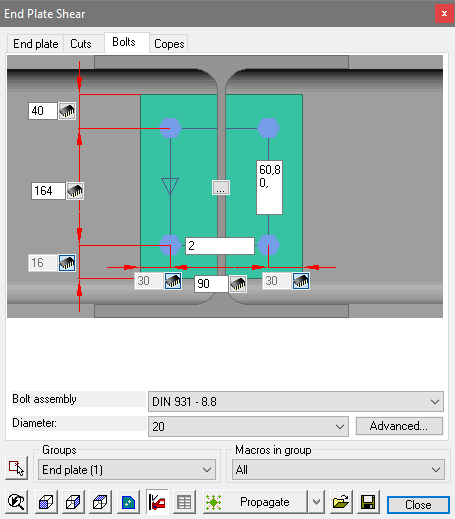 End Plate Shear
x
End plate Cuts Bolts Copes
40
164
60,8
0,
...
2
16
30 90 30
Bolt assembly DIN 931 - 8.8
Diameter: 20 Advanced...
Groups Macros in group
End plate (1) All
Propagate Close